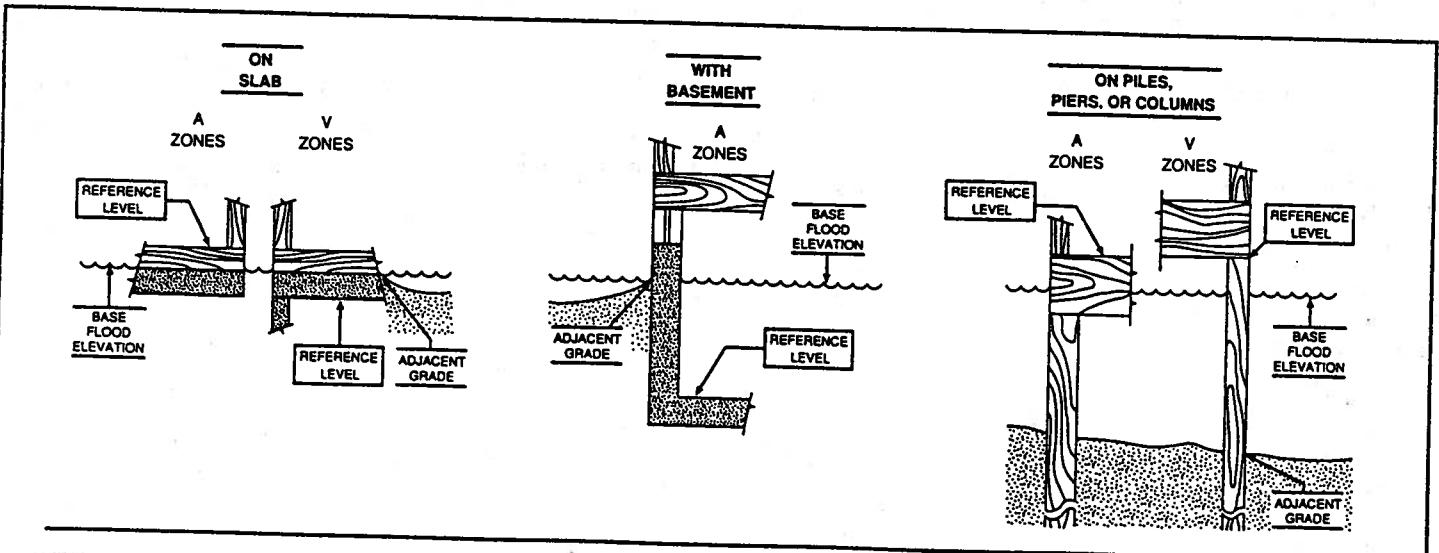 ON
SLAB
A
ZONES
V
ZONES
REFERENCE
LEVEL
BASE
FLOOD
ELEVATION
REFERENCE
LEVEL
ADJACENT
GRADE
WITH
BASEMENT
A
ZONES
BASE
FLOOD
ELEVATION
ADJACENT
GRADE
REFERENCE
LEVEL
ON PILES,
PIERS, OR COLUMNS
A
ZONES
V
ZONES
REFERENCE
LEVEL
REFERENCE
LEVEL
BASE
FLOOD
ELEVATION
ADJACENT
GRADE